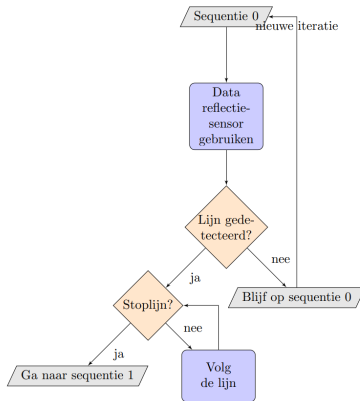 Sequentie 0
nieuwe iteratie
Data
reflectie-
sensor
gebruiken
Lijn gede-
tecteerd?
nee
ja
Blijf op sequentie 0
Stoplijn?
nee
ja
Volg
de lijn
Ga naar sequentie 1